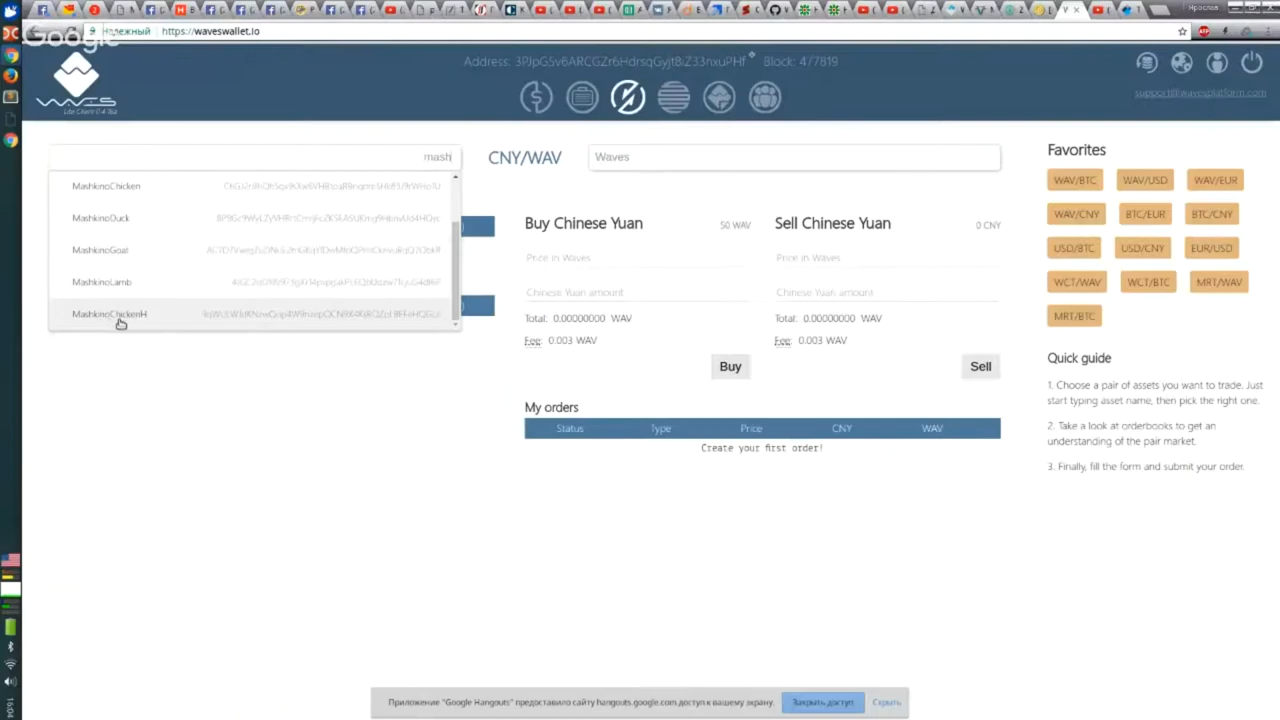 Надежный https://waveswallet.io
Ярослав
Google
WAVES
Address: Block: 477819
support@wavesplatform.com
mash
CNY/WAV
Waves
Favorites
MashkinoChicken
MashkinoDuck
MashkinoGoat
MashkinoLamb
MashkinoChickenH
Buy Chinese Yuan
50 WAV
Price in Waves
Chinese Yuan amount
Total: 0.00000000 WAV
Fee: 0.003 WAV
Buy
Sell Chinese Yuan
0 CNY
Price in Waves
Chinese Yuan amount
Total: 0.00000000 WAV
Fee: 0.003 WAV
Sell
My orders
Status Type Price CNY WAV
Create your first order!
WAV/BTC WAV/USD WAV/EUR
WAV/CNY BTC/EUR BTC/CNY
USD/BTC USD/CNY EUR/USD
WCT/WAV WCT/BTC MRT/WAV
MRT/BTC
Quick guide
1. Choose a pair of assets you want to trade. Just
start typing asset name, then pick the right one.
2. Take a look at orderbooks to get an
understanding of the pair market.
3. Finally, fill the form and submit your order.
Приложение "Google Hangouts" предоставило сайту hangouts.google.com доступ к вашему экрану.
Закрыть доступ
Скрыть
16:04